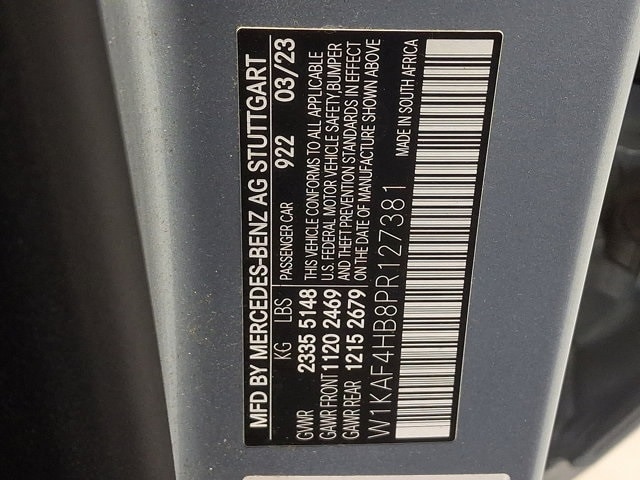 MFD BY MERCEDES-BENZ AG STUTTGART
KG LBS PASSENGER CAR 922 03/23
GVWR 2335 5148 THIS VEHICLE CONFORMS TO ALL APPLICABLE
GAWR FRONT 1120 2469 U.S. FEDERAL MOTOR VEHICLE SAFETY,BUMPER
AND THEFT PREVENTION STANDARDS IN EFFECT
GAWR REAR 1215 2679 ON THE DATE OF MANUFACTURE SHOWN ABOVE
W1KAF4HB8PR127381 MADE IN SOUTH AFRICA